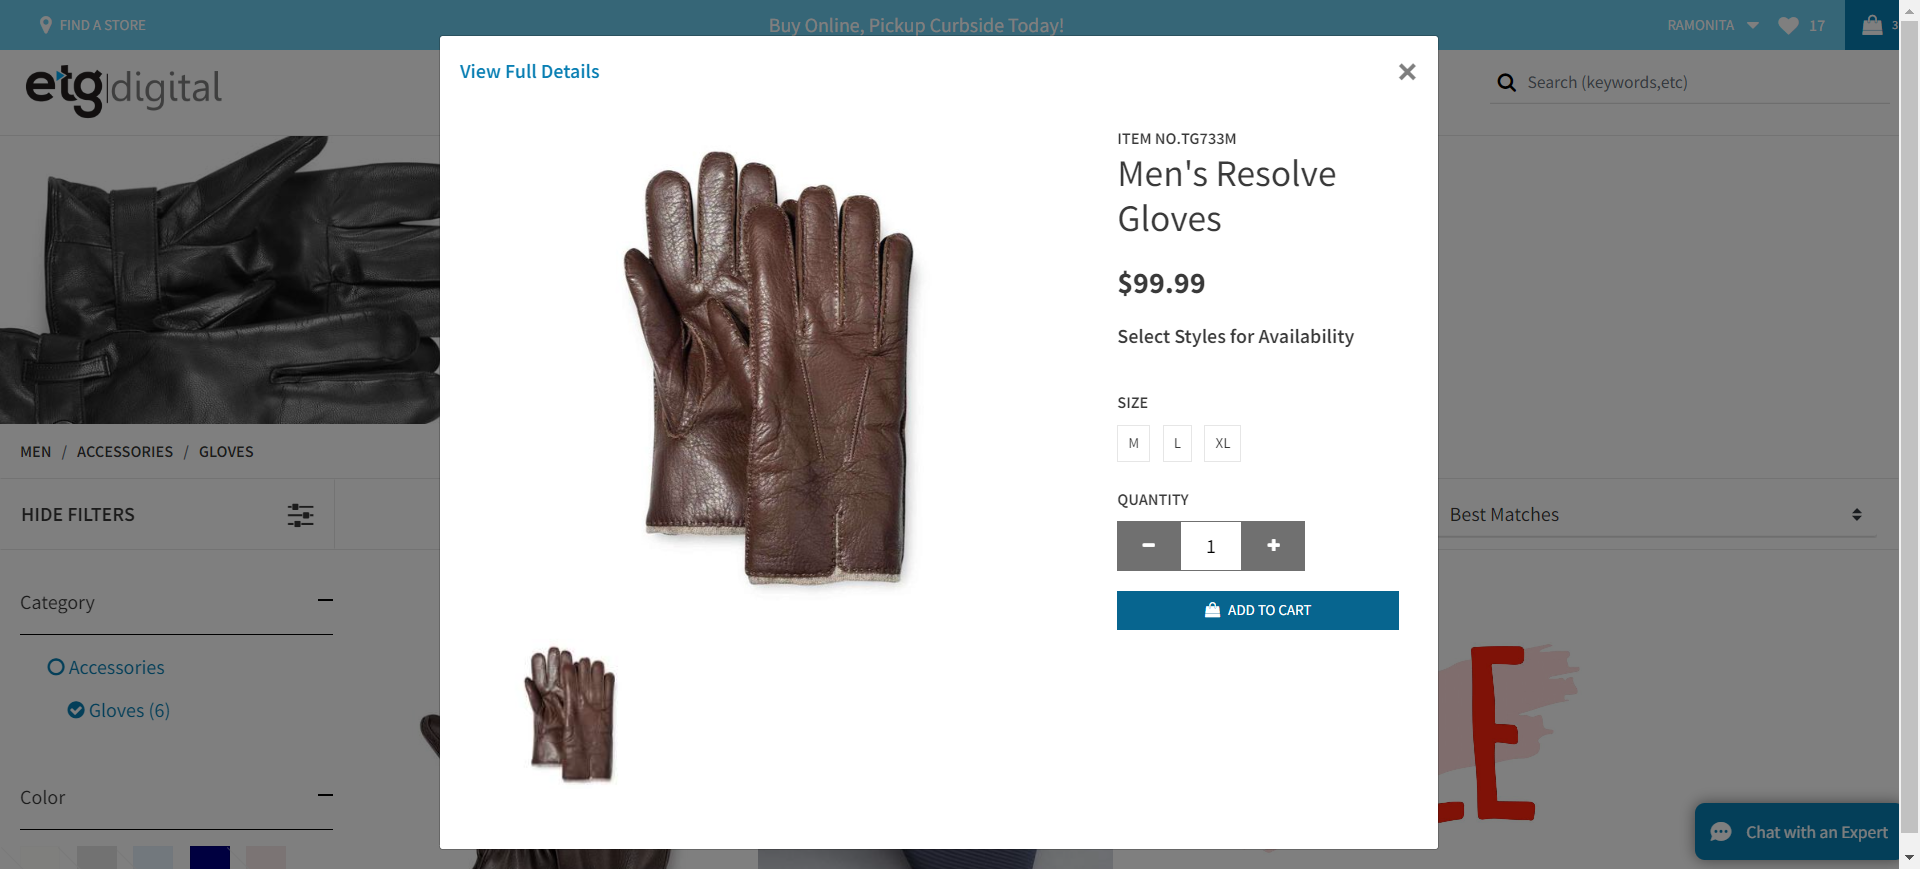 FIND A STORE
Buy Online, Pickup Curbside Today!
RAMONITA
17
3
etg|digital
Search (keywords,etc)
View Full Details
×
ITEM NO.TG733M
Men's Resolve
Gloves
$99.99
Select Styles for Availability
SIZE
M
L
XL
QUANTITY
1
ADD TO CART
MEN / ACCESSORIES / GLOVES
HIDE FILTERS
Best Matches
Category
Accessories
Gloves (6)
Color
E
Chat with an Expert